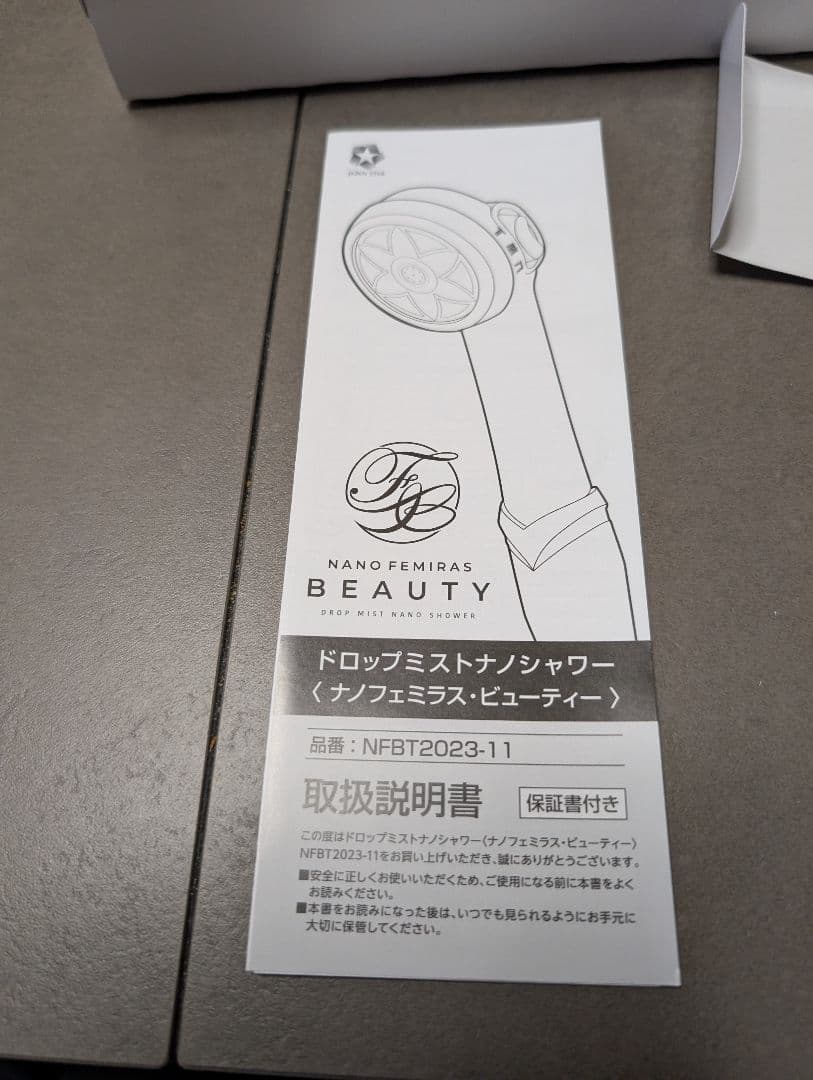 NANO FEMIRAS
BEAUTY
DROP MIST NANO SHOWER
ドロップミストナノシャワー
〈 ナノフェミラス・ビューティー 〉
品番：NFBT2023-11
取扱説明書
保証書付き
この度はドロップミストナノシャワー〈ナノフェミラス・ビューティー〉
NFBT2023-11をお買い上げいただき、誠にありがとうございます。
■安全に正しくお使いいただくため、ご使用になる前に本書をよく
お読みください。
■本書をお読みになった後は、いつでも見られるようにお手元に
大切に保管してください。